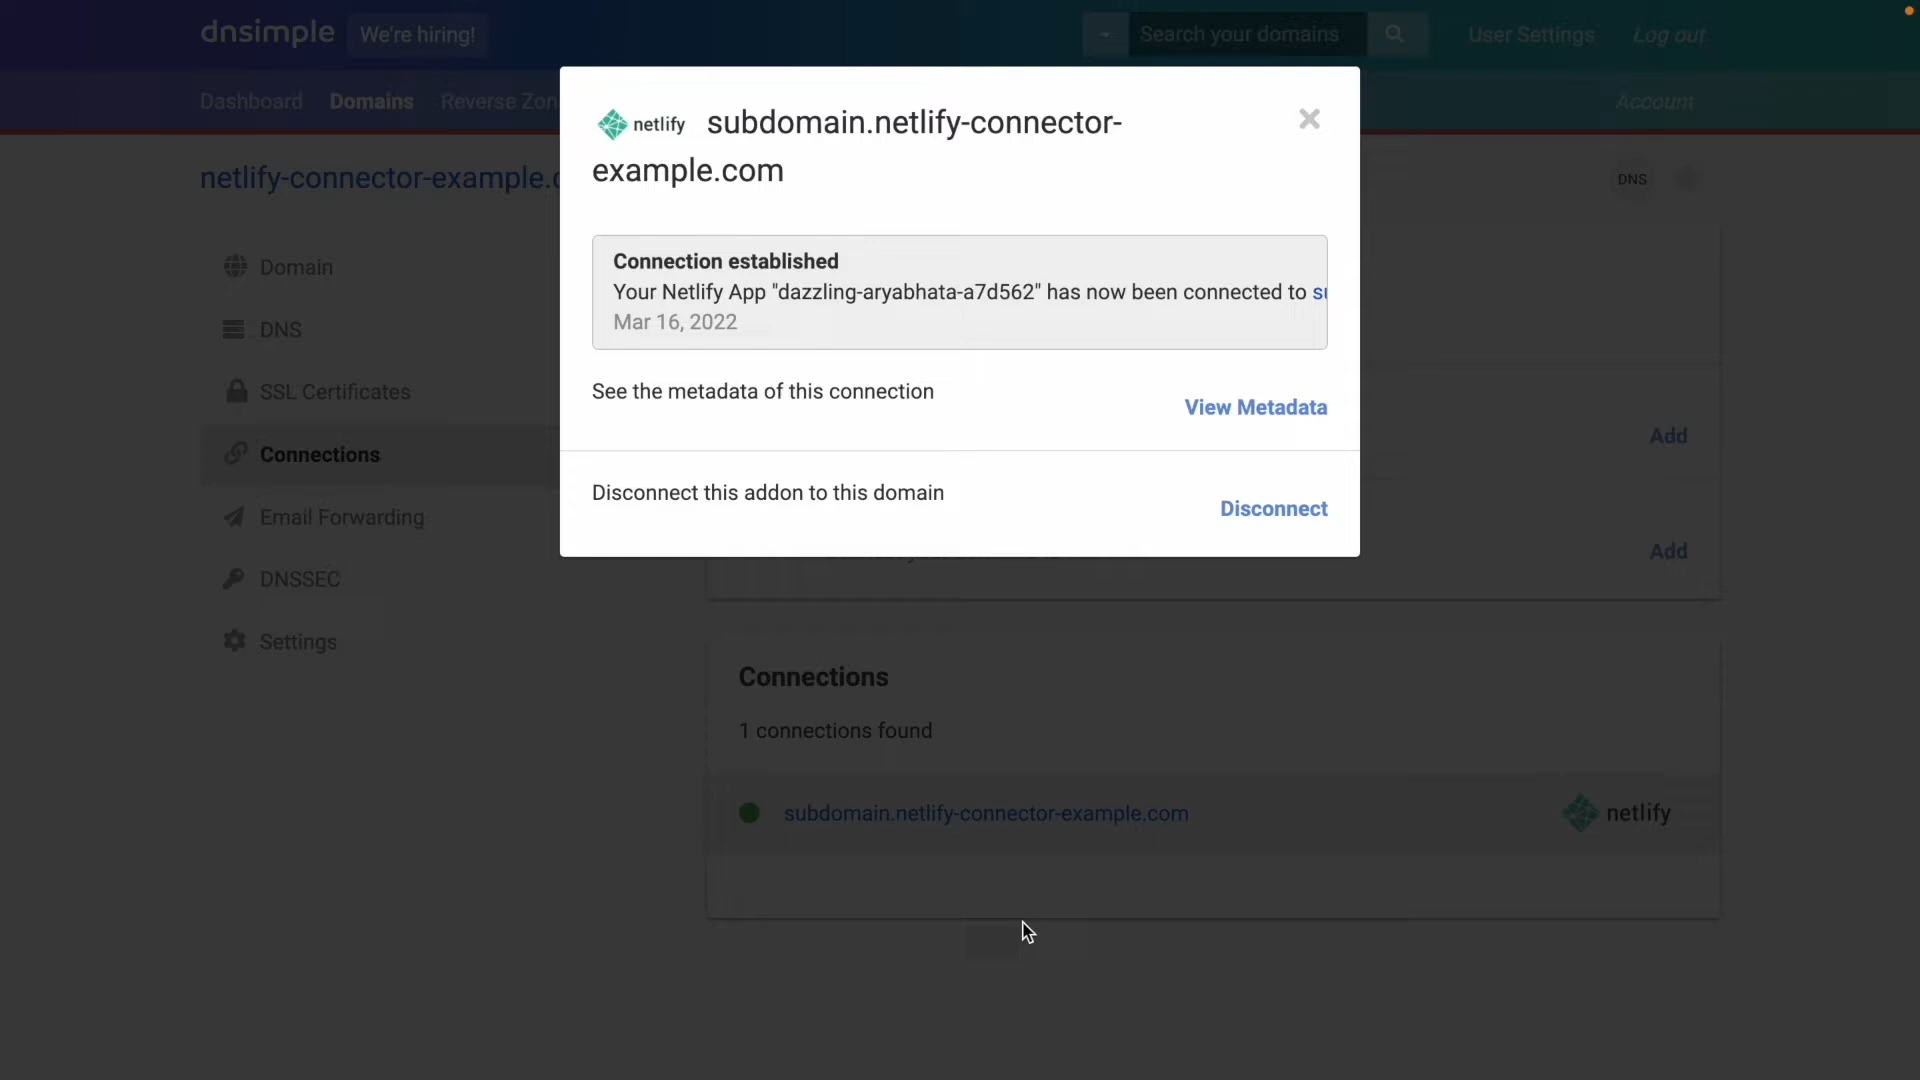 dnsimple We're hiring! Search your domains User Settings Log out
Dashboard Domains Reverse Zon Account
netlify subdomain.netlify-connector-
example.com
netlify-connector-example. DNS
Connection established
Your Netlify App "dazzling-aryabhata-a7d562" has now been connected to
Mar 16, 2022
See the metadata of this connection
View Metadata
Disconnect this addon to this domain
Disconnect
Domain
DNS
SSL Certificates
Connections
Email Forwarding
DNSSEC
Settings
Add
Add
Connections
1 connections found
subdomain.netlify-connector-example.com netlify